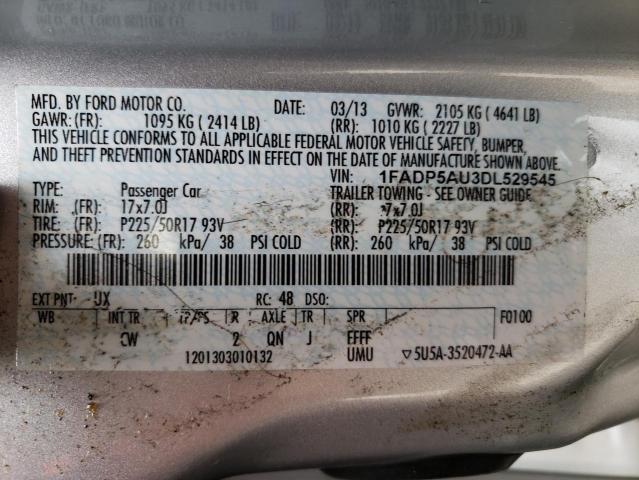 MFD. BY FORD MOTOR CO. DATE: 03/13 GVWR: 2105 KG ( 4641 LB)
GAWR: (FR): 1095 KG ( 2414 LB) (RR): 1010 KG ( 2227 LB)
THIS VEHICLE CONFORMS TO ALL APPLICABLE FEDERAL MOTOR VEHICLE SAFETY, BUMPER,
AND THEFT PREVENTION STANDARDS IN EFFECT ON THE DATE OF MANUFACTURE SHOWN ABOVE.
VIN: 1FADP5AU3DL529545
TYPE: Passenger Car TRAILER TOWING - SEE OWNER GUIDE
RIM: (FR): 17x7.0J (RR): 7x7.0J
TIRE: (FR): P225/50R17 93V (RR): P225/50R17 93V
PRESSURE: (FR): 260 kPa/ 38 PSI COLD (RR): 260 kPa/ 38 PSI COLD
EXT PNT: UX RC: 48 DSO:
WB INT TR TP/PS R AXLE TR SPR F0100
CW 2 QN J EFFF
1201303010132 UMU ▽5U5A-3520472-AA